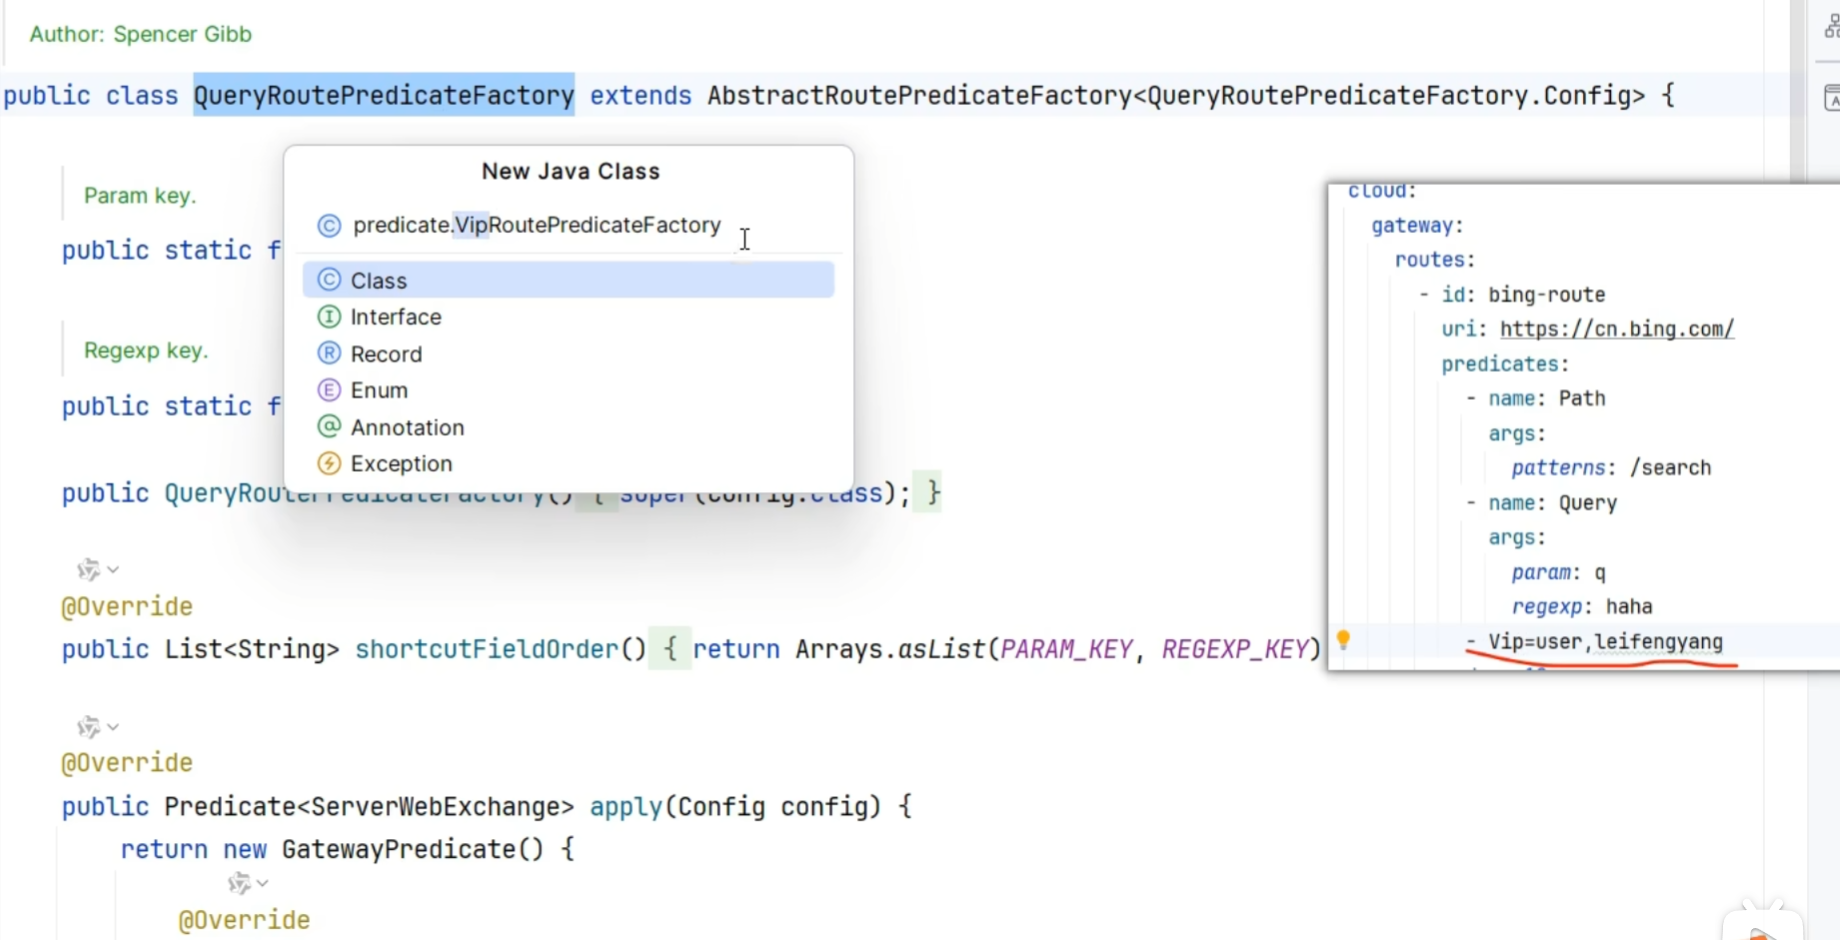 Author: Spencer Gibb
public class QueryRoutePredicateFactory extends AbstractRoutePredicateFactory<QueryRoutePredicateFactory.Config> {
New Java Class
predicate.VipRoutePredicateFactory
Class
Interface
Record
Enum
Annotation
Exception
Param key.
public static f
Regexp key.
public static f
public QueryRoutePredicateFactory() { super(Config.class); }
@Override
public List<String> shortcutFieldOrder() { return Arrays.asList(PARAM_KEY, REGEXP_KEY)
@Override
public Predicate<ServerWebExchange> apply(Config config) {
return new GatewayPredicate() {
@Override
cloud:
gateway:
routes:
- id: bing-route
uri: https://cn.bing.com/
predicates:
- name: Path
args:
patterns: /search
- name: Query
args:
param: q
regexp: haha
- Vip=user,leifengyang